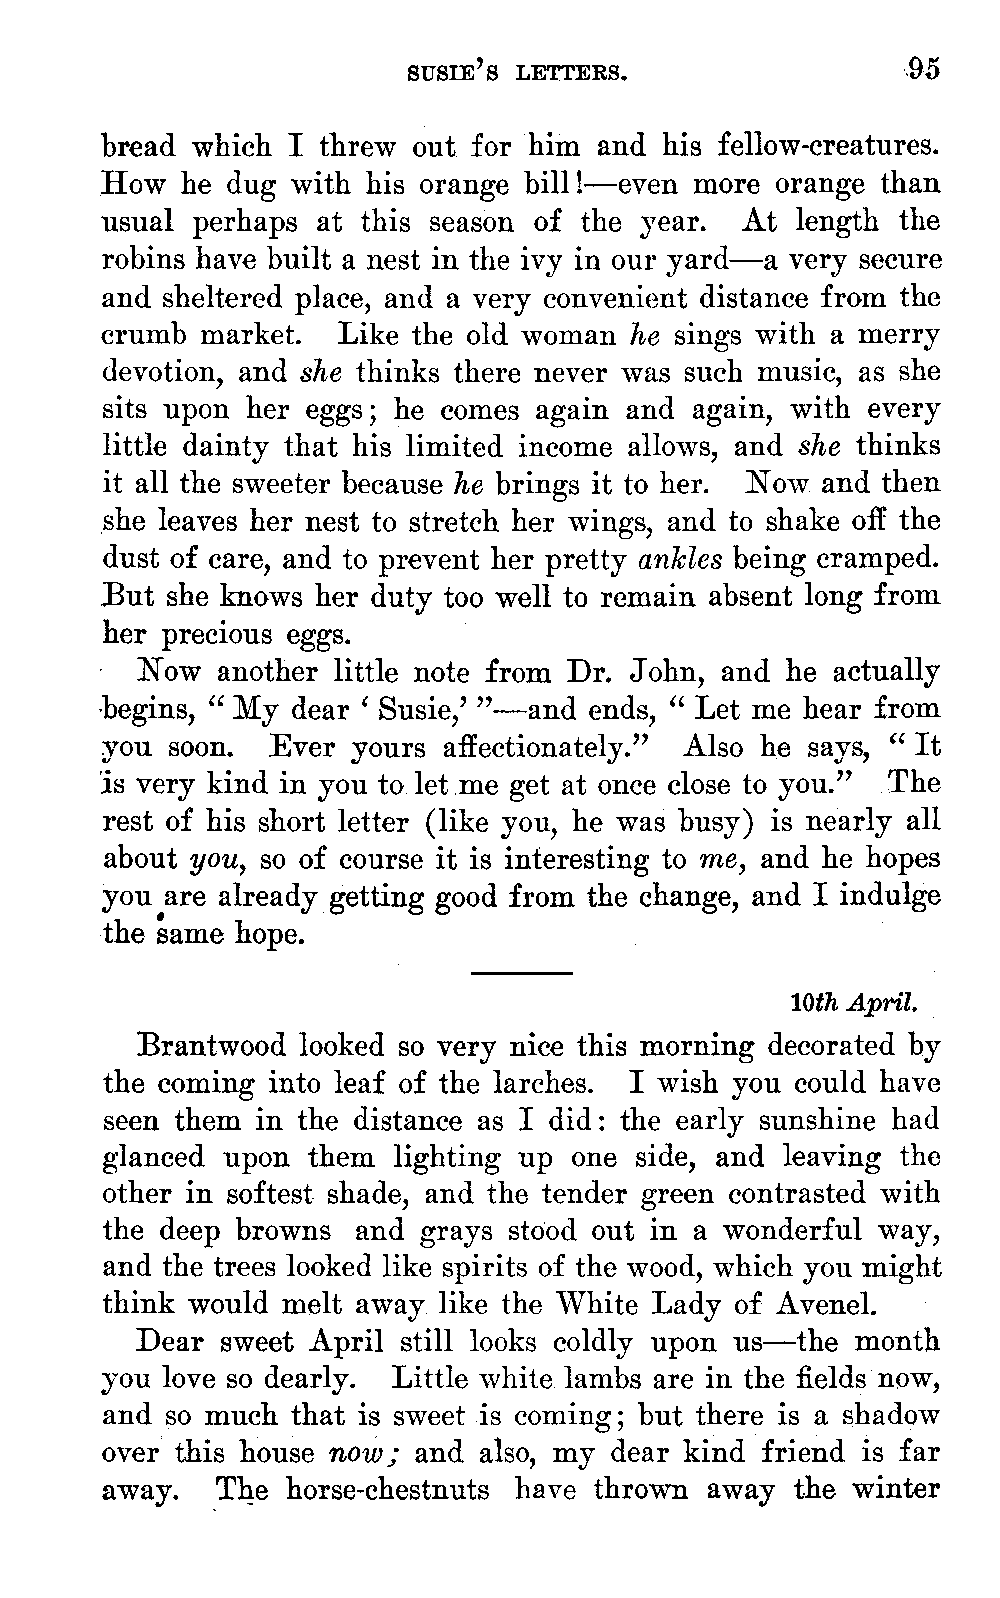 SUSIE'S LETTERS. 95
bread which I threw out for him and his fellow-creatures.
How he dug with his orange bill!—even more orange than
usual perhaps at this season of the year. At length the
robins have built a nest in the ivy in our yard—a very secure
and sheltered place, and a very convenient distance from the
crumb market. Like the old woman he sings with a merry
devotion, and she thinks there never was such music, as she
sits upon her eggs; he comes again and again, with every
little dainty that his limited income allows, and she thinks
it all the sweeter because he brings it to her. Now and then
she leaves her nest to stretch her wings, and to shake off the
dust of care, and to prevent her pretty ankles being cramped.
But she knows her duty too well to remain absent long from
her precious eggs.
Now another little note from Dr. John, and he actually
begins, “My dear ‘Susie,’”—and ends, “Let me hear from
you soon. Ever yours affectionately.” Also he says, “It
is very kind in you to let me get at once close to you.” The
rest of his short letter (like you, he was busy) is nearly all
about you, so of course it is interesting to me, and he hopes
you are already getting good from the change, and I indulge
the same hope.
10th April.
Brantwood looked so very nice this morning decorated by
the coming into leaf of the larches. I wish you could have
seen them in the distance as I did: the early sunshine had
glanced upon them lighting up one side, and leaving the
other in softest shade, and the tender green contrasted with
the deep browns and grays stood out in a wonderful way,
and the trees looked like spirits of the wood, which you might
think would melt away like the White Lady of Avenel.
Dear sweet April still looks coldly upon us—the month
you love so dearly. Little white lambs are in the fields now,
and so much that is sweet is coming; but there is a shadow
over this house now; and also, my dear kind friend is far
away. The horse-chestnuts have thrown away the winter